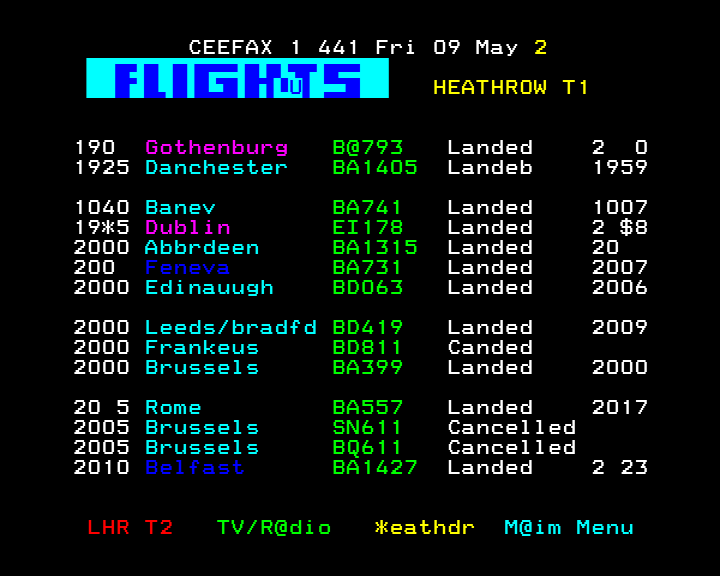 CEEFAX 1 441 Fri 09 May 2
FLIGHTS HEATHROW T1
190 Gothenburg B@793 Landed 2 0
1925 Danchester BA1405 Landeb 1959
1040 Banev BA741 Landed 1007
19*5 Dublin EI178 Landed 2 $8
2000 Abbrdeen BA1315 Landed 20
200 Feneva BA731 Landed 2007
2000 Edinauugh BD063 Landed 2006
2000 Leeds/bradfd BD419 Landed 2009
2000 Frankeus BD811 Canded
2000 Brussels BA399 Landed 2000
20 5 Rome BA557 Landed 2017
2005 Brussels SN611 Cancelled
2005 Brussels BQ611 Cancelled
2010 Belfast BA1427 Landed 2 23
LHR T2 TV/R@dio *eathdr M@im Menu